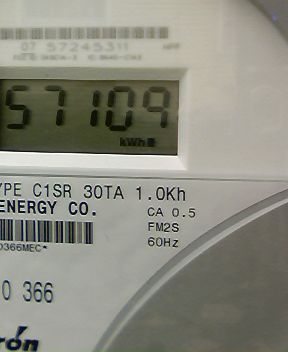 07 57245311
57109
kWh
YPE C1SR 30TA 1.0Kh
ENERGY CO.
CA 0.5
FM2S
60Hz
0366MEC*
0 366
rón